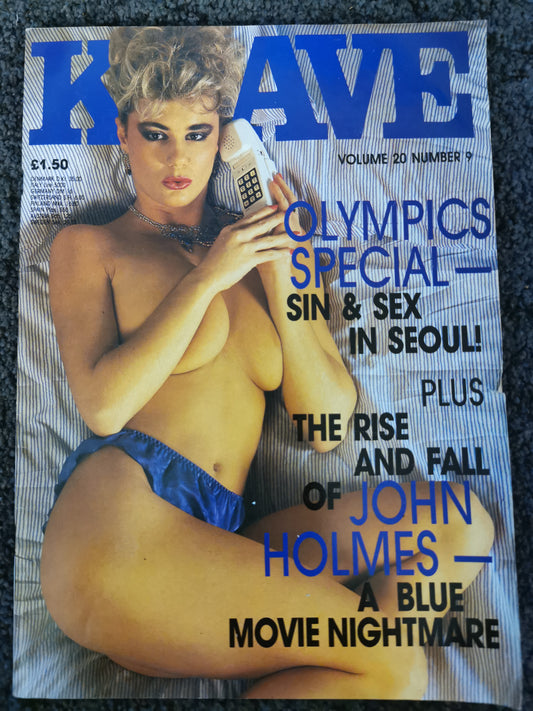 K AVE
£1.50
VOLUME 20 NUMBER 9
OLYMPICS
SPECIAL—
SIN & SEX
IN SEOUL!
PLUS
THE RISE
AND FALL
OF JOHN
HOLMES —
A BLUE
MOVIE NIGHTMARE